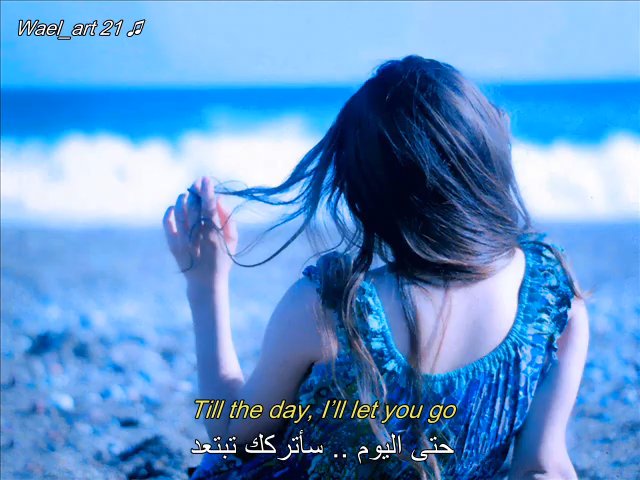 Wael_art 21 ♫
Till the day, I'll let you go
حتى اليوم .. سأتركك تبتعد